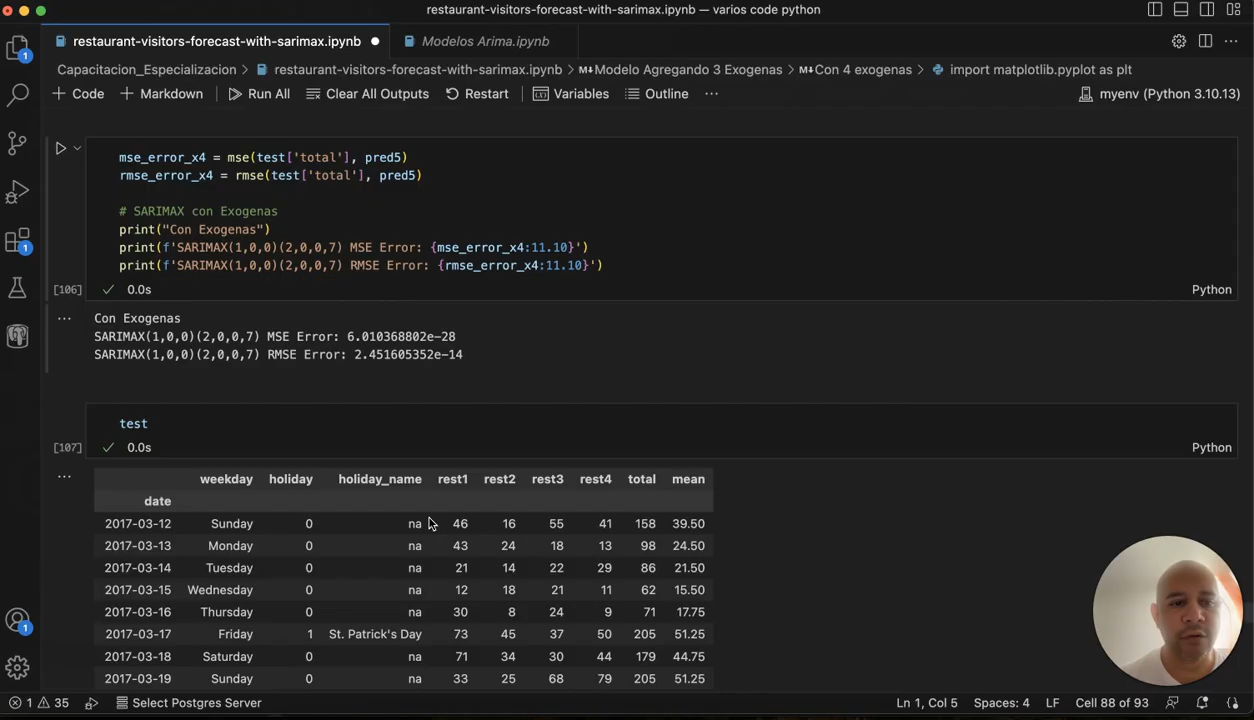 restaurant-visitors-forecast-with-sarimax.ipynb — varios code python
restaurant-visitors-forecast-with-sarimax.ipynb
Modelos Arima.ipynb
Capacitacion_Especializacion > restaurant-visitors-forecast-with-sarimax.ipynb > M↓Modelo Agregando 3 Exogenas > M↓Con 4 exogenas > import matplotlib.pyplot as plt
+ Code + Markdown Run All Clear All Outputs Restart Variables Outline ... myenv (Python 3.10.13)
mse_error_x4 = mse(test['total'], pred5)
rmse_error_x4 = rmse(test['total'], pred5)
# SARIMAX con Exogenas
print("Con Exogenas")
print(f'SARIMAX(1,0,0)(2,0,0,7) MSE Error: {mse_error_x4:11.10}')
print(f'SARIMAX(1,0,0)(2,0,0,7) RMSE Error: {rmse_error_x4:11.10}')
[106] 0.0s Python
Con Exogenas
SARIMAX(1,0,0)(2,0,0,7) MSE Error: 6.010368802e-28
SARIMAX(1,0,0)(2,0,0,7) RMSE Error: 2.451605352e-14
test
[107] 0.0s Python
weekday holiday holiday_name rest1 rest2 rest3 rest4 total mean
date
2017-03-12 Sunday 0 na 46 16 55 41 158 39.50
2017-03-13 Monday 0 na 43 24 18 13 98 24.50
2017-03-14 Tuesday 0 na 21 14 22 29 86 21.50
2017-03-15 Wednesday 0 na 12 18 21 11 62 15.50
2017-03-16 Thursday 0 na 30 8 24 9 71 17.75
2017-03-17 Friday 1 St. Patrick's Day 73 45 37 50 205 51.25
2017-03-18 Saturday 0 na 71 34 30 44 179 44.75
2017-03-19 Sunday 0 na 33 25 68 79 205 51.25
1 35 Select Postgres Server Ln 1, Col 5 Spaces: 4 LF Cell 88 of 93
1
1
1